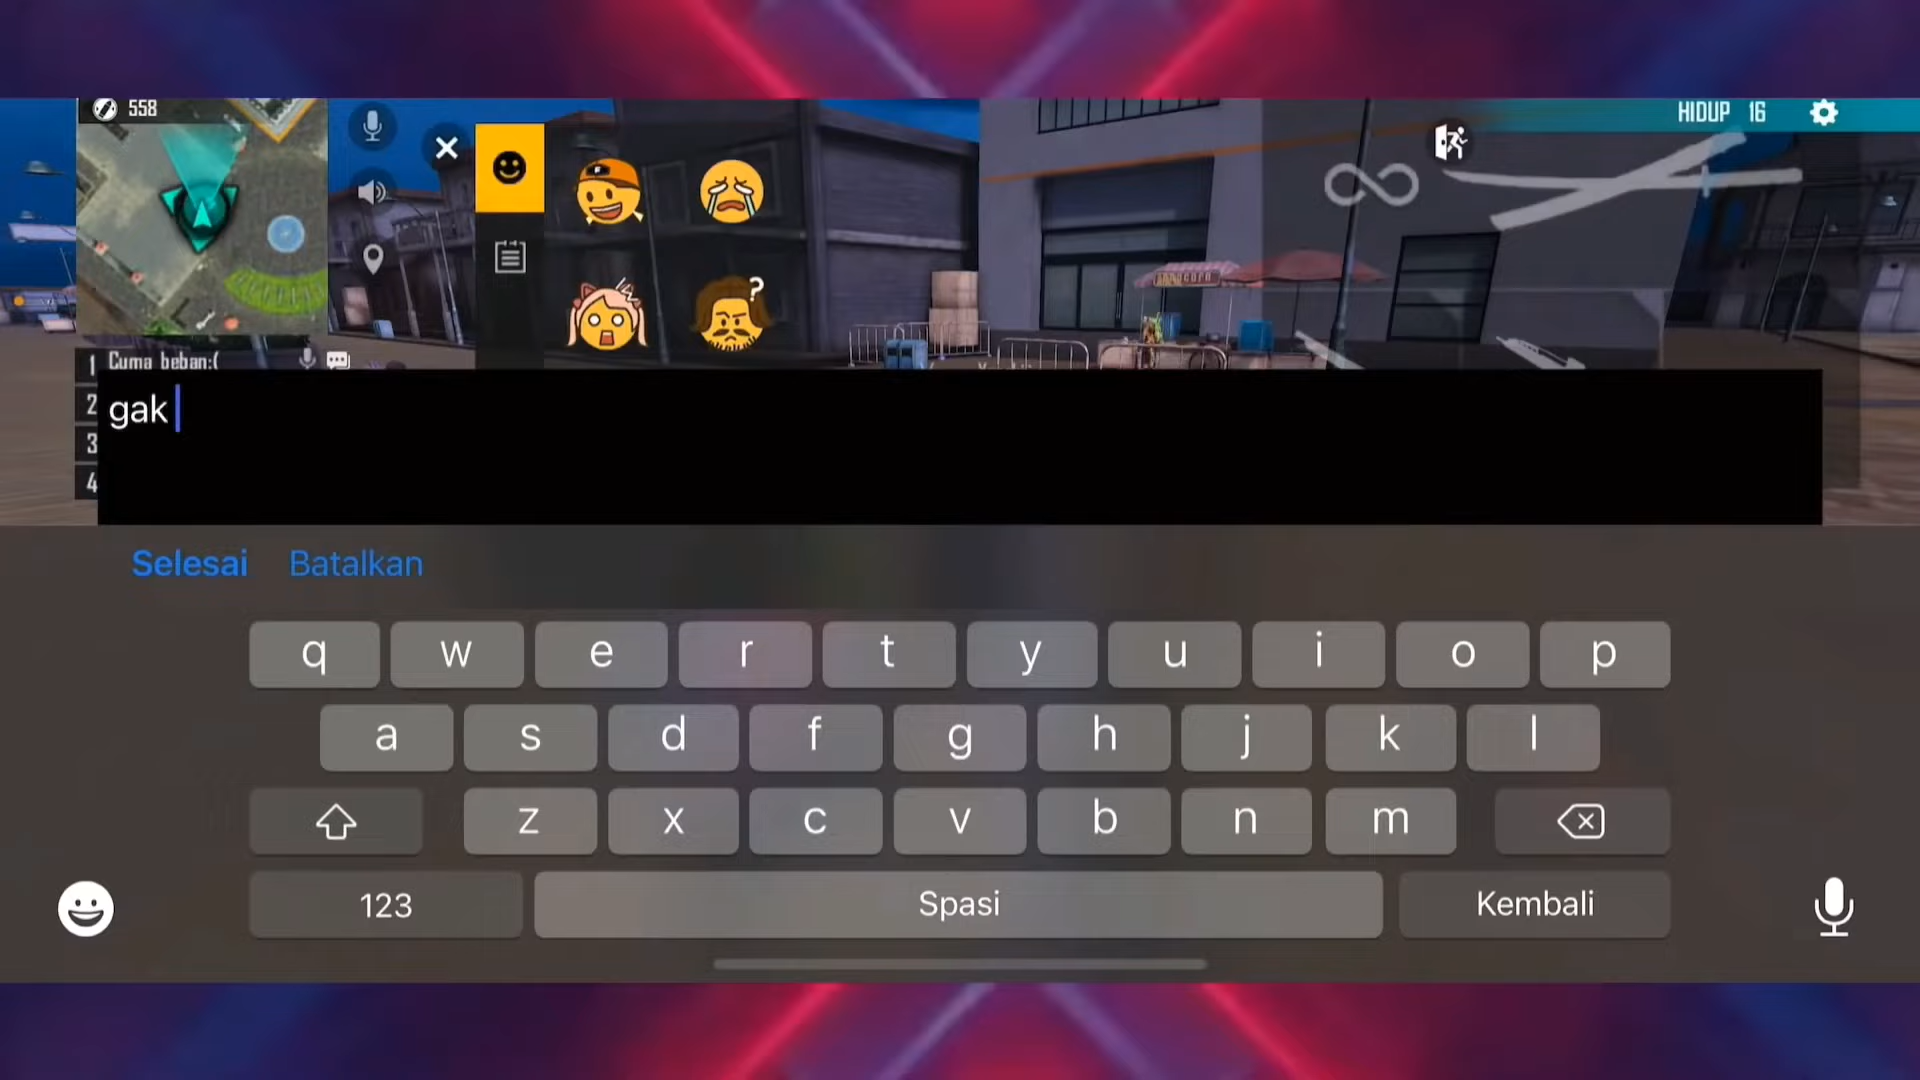 558
HIDUP 16
1 Cuma beban:(
2
3
4
gak
Selesai Batalkan
q w e r t y u i o p
a s d f g h j k l
z x c v b n m
123 Spasi Kembali